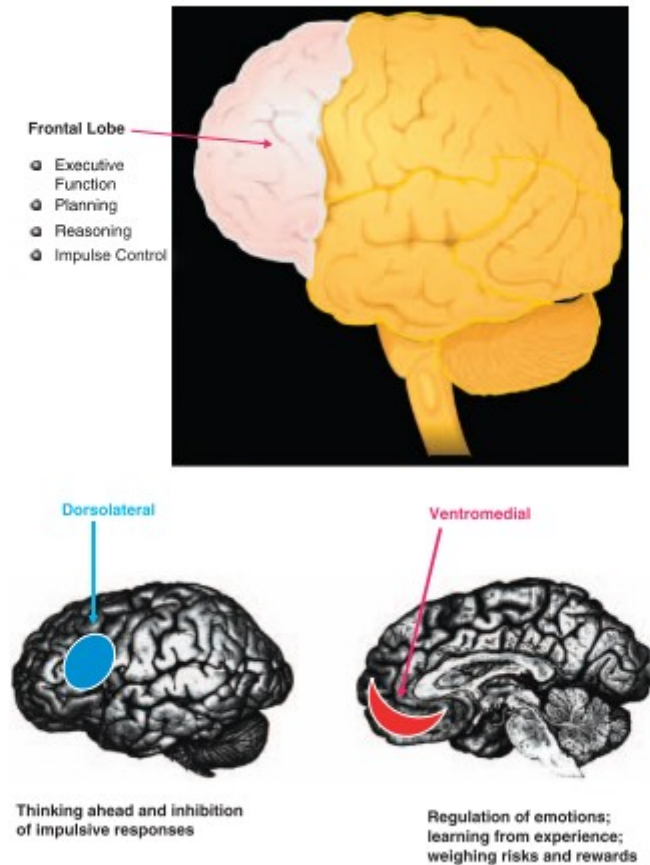 Frontal Lobe
Executive
Function
Planning
Reasoning
Impulse Control
Dorsolateral
Ventromedial
Thinking ahead and inhibition
of impulsive responses
Regulation of emotions;
learning from experience;
weighing risks and rewards